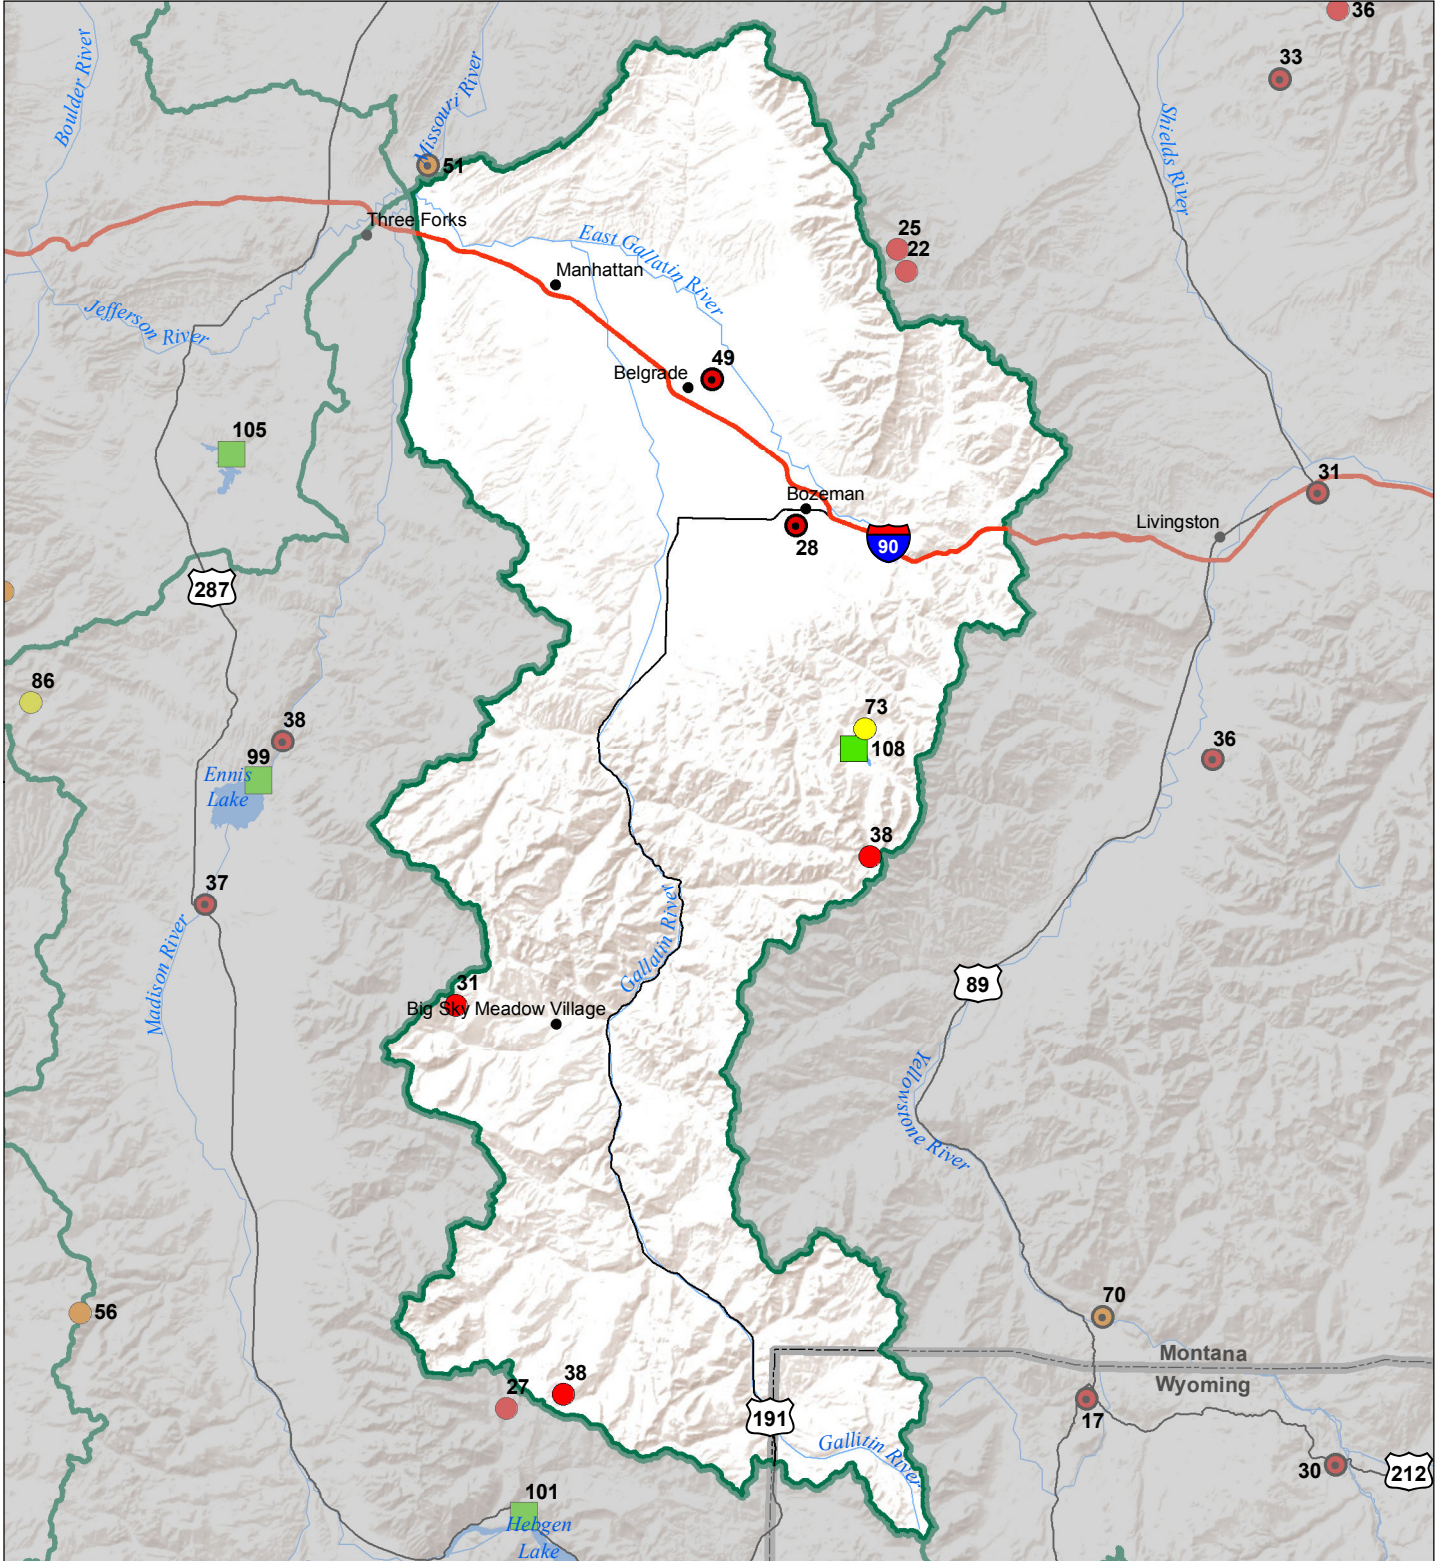 36
33
Boulder River
Missouri River
Shields River
51
Three Forks
East Gallatin River
25
22
Manhattan
Jefferson River
49
Belgrade
105
31
Bozeman
Livingston
28
90
287
86
73
38
108
36
99
Ennis
Lake
38
37
Gallatin River
Madison River
31
89
Big Sky Meadow Village
Yellowstone River
70
56
Montana
Wyoming
38
27
17
191
Gallitin River
30
212
101
Hebgen
Lake